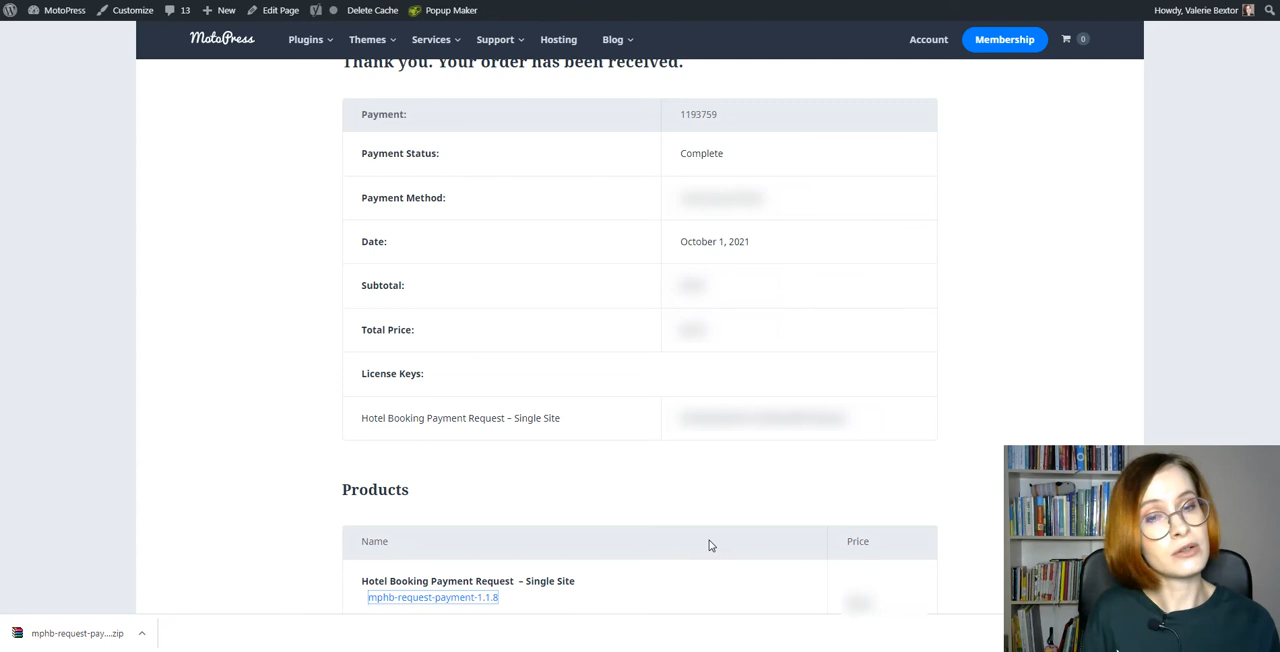 MotoPress Customize 13 New Edit Page Delete Cache Popup Maker Howdy, Valerie Bextor
MotoPress Plugins Themes Services Support Hosting Blog Account Membership 0
Thank you. Your order has been received.
Payment: 1193759
Payment Status: Complete
Payment Method:
Date: October 1, 2021
Subtotal:
Total Price:
License Keys:
Hotel Booking Payment Request – Single Site
Products
Name Price
Hotel Booking Payment Request – Single Site
mphb-request-payment-1.1.8
mphb-request-pay....zip